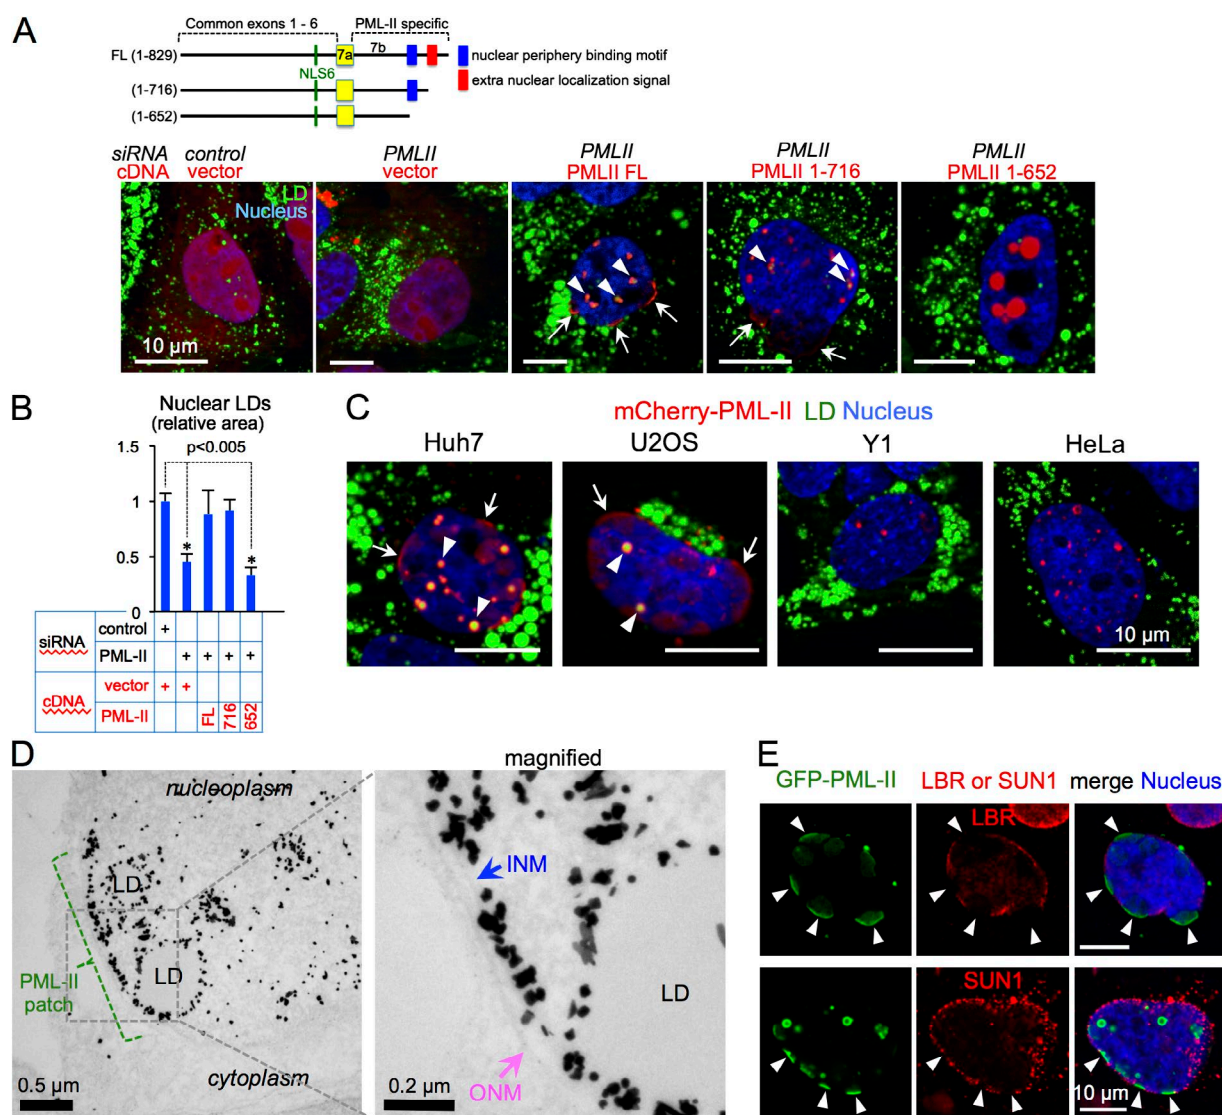 A
Common exons 1 - 6
PML-II specific
FL (1-829)
7a
7b
nuclear periphery binding motif
NLS6
extra nuclear localization signal
(1-716)
(1-652)
siRNA control PMLII PMLII PMLII PMLII
cDNA vector vector PMLII FL PMLII 1-716 PMLII 1-652
LD
Nucleus
10 µm
B
Nuclear LDs
(relative area)
1.5
p<0.005
1
0.5
* *
0
siRNA
control +
PML-II + + + +
cDNA
vector + +
PML-II FL 716 652
C
mCherry-PML-II LD Nucleus
Huh7 U2OS Y1 HeLa
10 µm
D
magnified
nucleoplasm
LD
LD
PML-II
patch
cytoplasm
0.5 µm
INM
LD
ONM
0.2 µm
E
GFP-PML-II LBR or SUN1 merge Nucleus
LBR
SUN1
10 µm